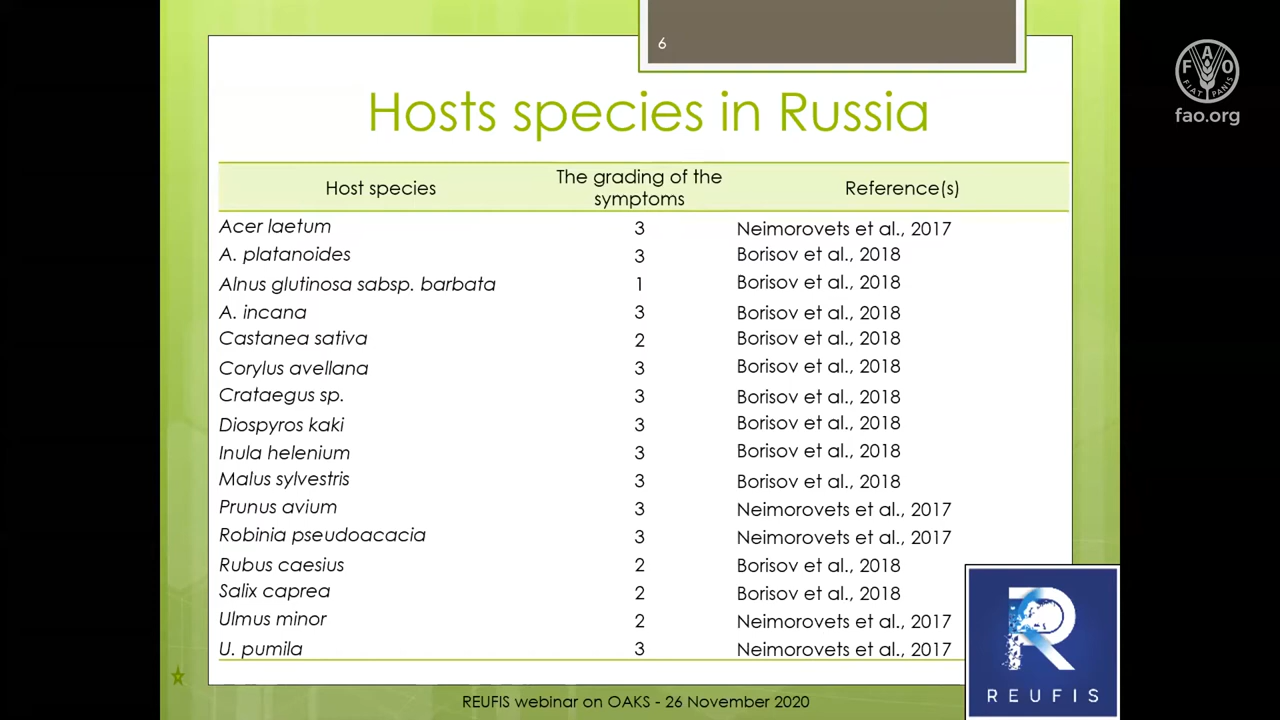 6
FAO
FIAT PANIS
fao.org
Hosts species in Russia
Host species The grading of the symptoms Reference(s)
Acer laetum 3 Neimorovets et al., 2017
A. platanoides 3 Borisov et al., 2018
Alnus glutinosa sabsp. barbata 1 Borisov et al., 2018
A. incana 3 Borisov et al., 2018
Castanea sativa 2 Borisov et al., 2018
Corylus avellana 3 Borisov et al., 2018
Crataegus sp. 3 Borisov et al., 2018
Diospyros kaki 3 Borisov et al., 2018
Inula helenium 3 Borisov et al., 2018
Malus sylvestris 3 Borisov et al., 2018
Prunus avium 3 Neimorovets et al., 2017
Robinia pseudoacacia 3 Neimorovets et al., 2017
Rubus caesius 2 Borisov et al., 2018
Salix caprea 2 Borisov et al., 2018
Ulmus minor 2 Neimorovets et al., 2017
U. pumila 3 Neimorovets et al., 2017
R
REUFIS
REUFIS webinar on OAKS - 26 November 2020